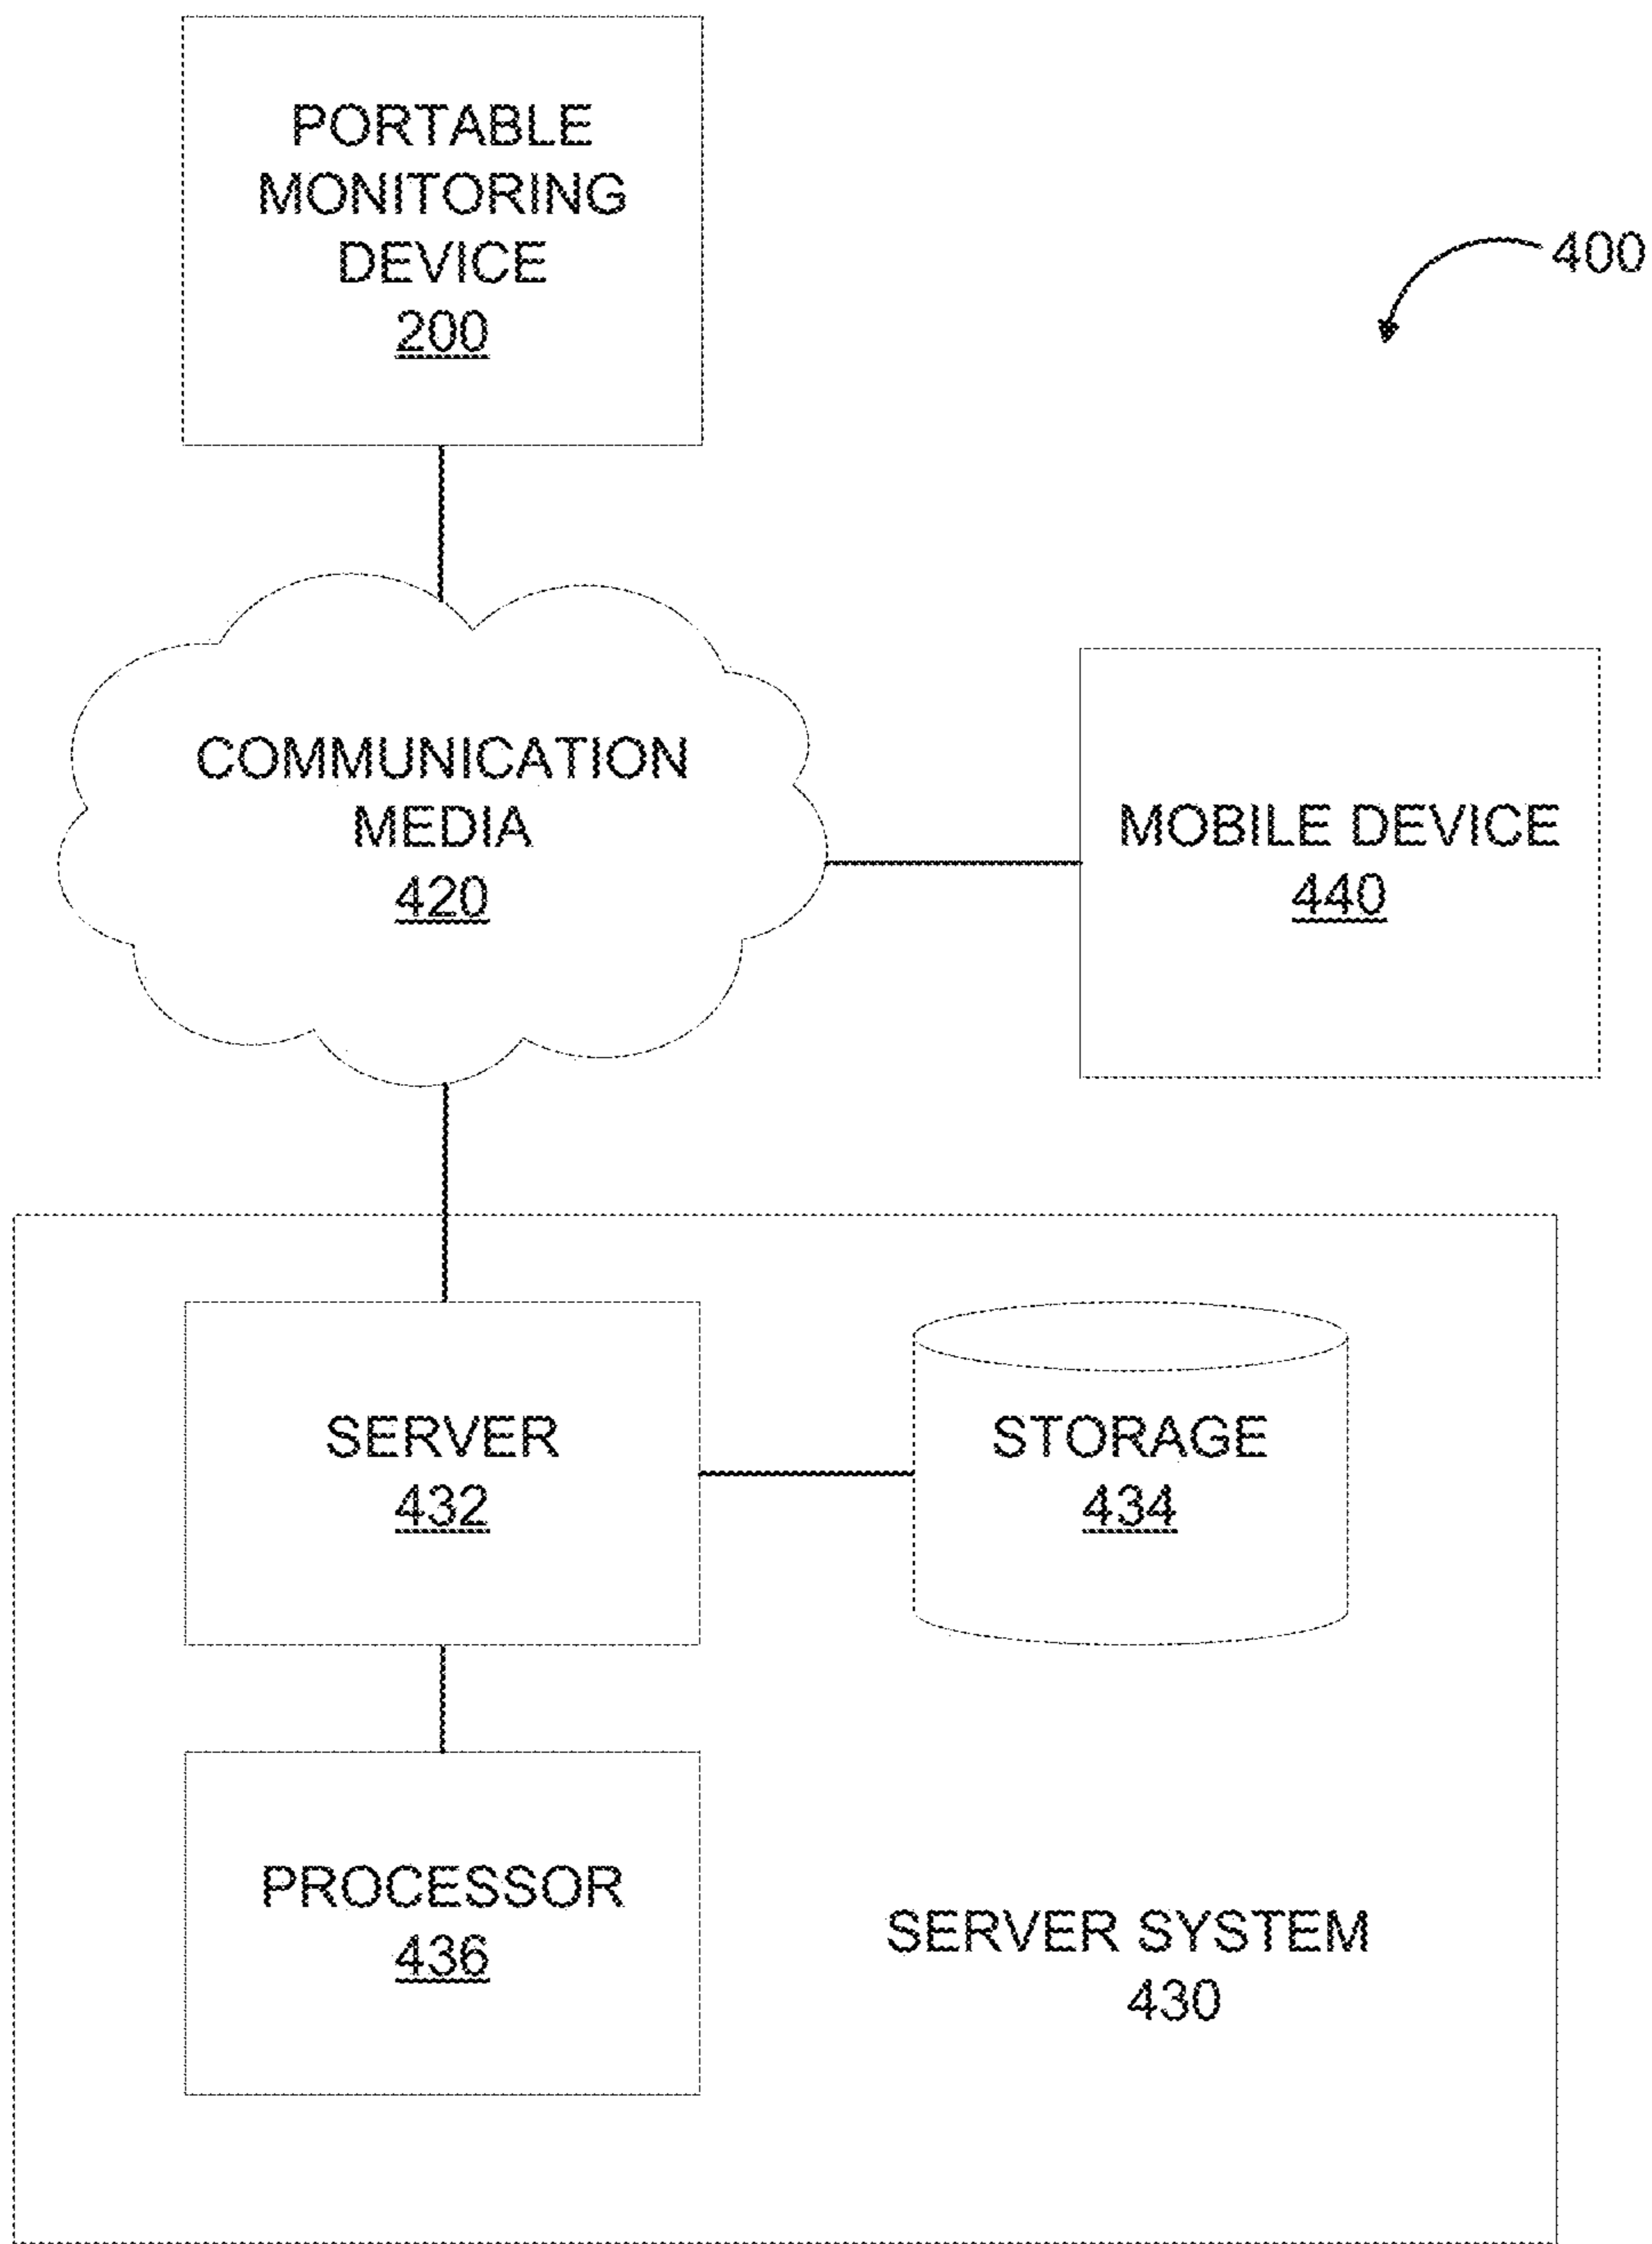 PORTABLE
MONITORING
DEVICE
200
400
COMMUNICATION
MEDIA
420
MOBILE DEVICE
440
SERVER
432
STORAGE
434
PROCESSOR
436
SERVER SYSTEM
430